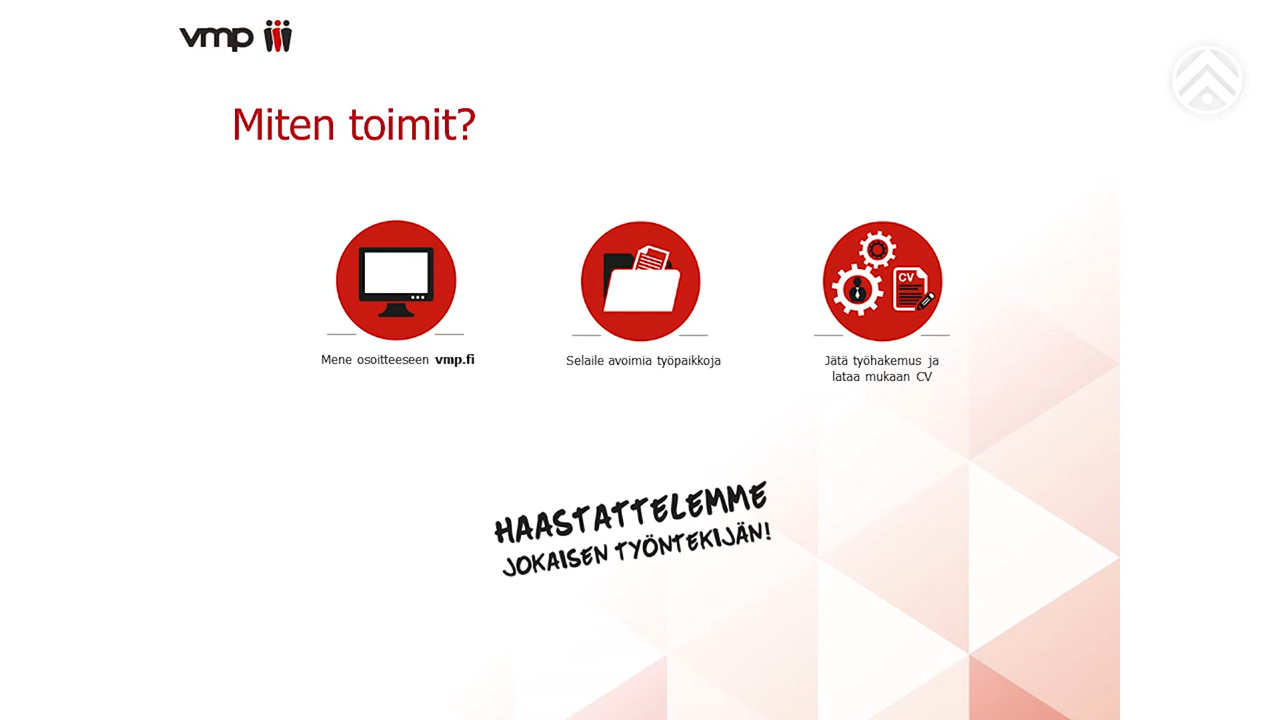 vmp
Miten toimit?
CV
Mene osoitteeseen vmp.fi
Selaile avoimia työpaikkoja
Jätä työhakemus ja
lataa mukaan CV
HAASTATTELEMME
JOKAISEN TYÖNTEKIJÄN!